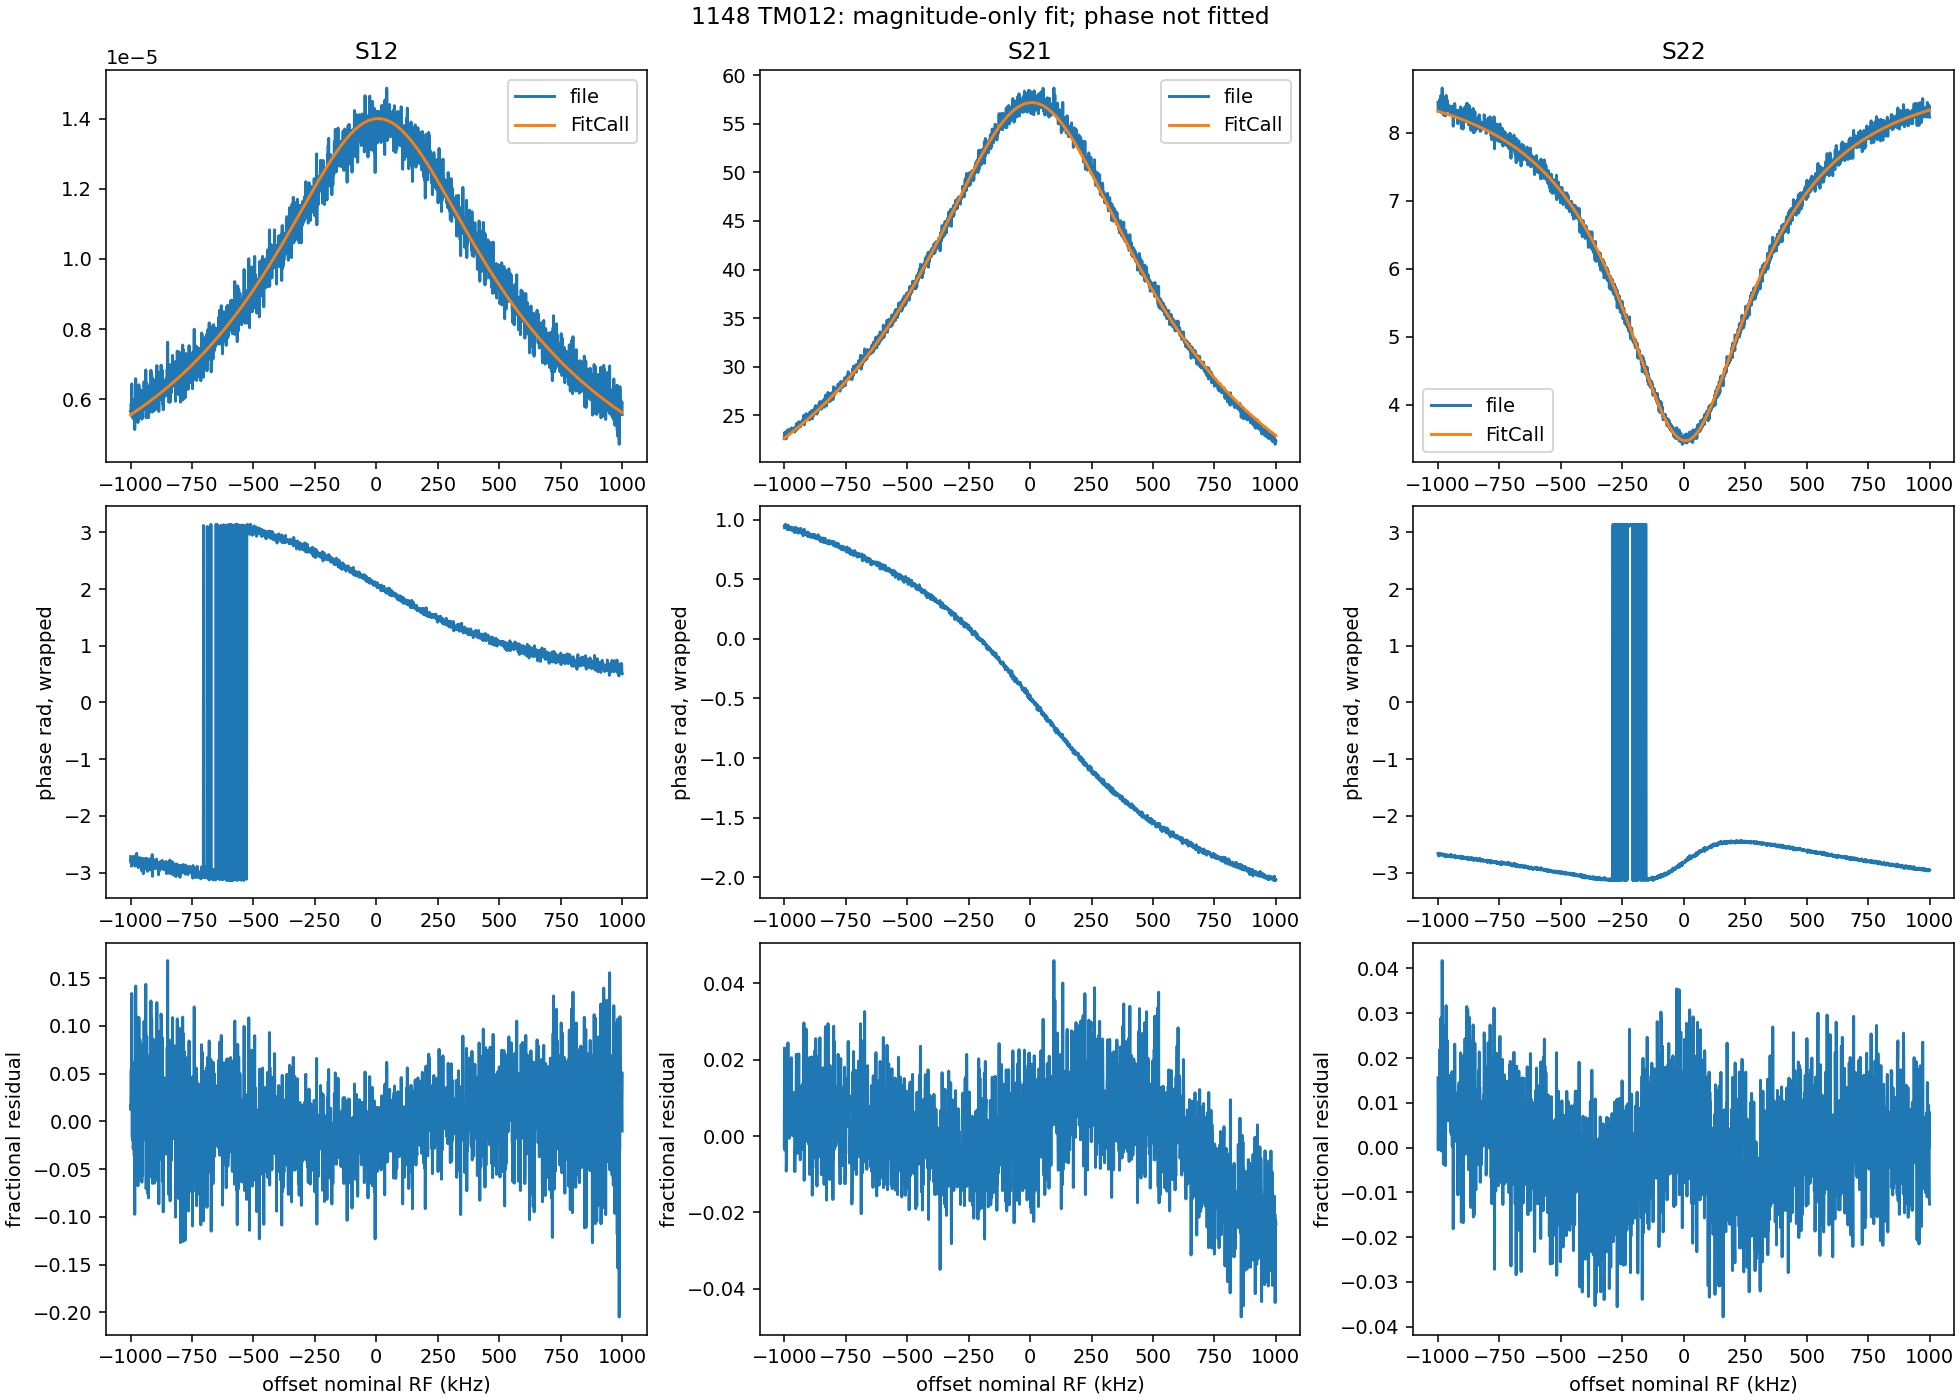 1148 TM012: magnitude-only fit; phase not fitted
S12
S21
S22
1e−5
file
FitCall
1.4
1.2
1.0
0.8
0.6
−1000 −750 −500 −250 0 250 500 750 1000
file
FitCall
60
55
50
45
40
35
30
25
−1000 −750 −500 −250 0 250 500 750 1000
file
FitCall
8
7
6
5
4
−1000 −750 −500 −250 0 250 500 750 1000
phase rad, wrapped
3
2
1
0
−1
−2
−3
−1000 −750 −500 −250 0 250 500 750 1000
phase rad, wrapped
1.0
0.5
0.0
−0.5
−1.0
−1.5
−2.0
−1000 −750 −500 −250 0 250 500 750 1000
phase rad, wrapped
3
2
1
0
−1
−2
−3
−1000 −750 −500 −250 0 250 500 750 1000
fractional residual
0.15
0.10
0.05
0.00
−0.05
−0.10
−0.15
−0.20
−1000 −750 −500 −250 0 250 500 750 1000
offset nominal RF (kHz)
fractional residual
0.04
0.02
0.00
−0.02
−0.04
−1000 −750 −500 −250 0 250 500 750 1000
offset nominal RF (kHz)
fractional residual
0.04
0.03
0.02
0.01
0.00
−0.01
−0.02
−0.03
−0.04
−1000 −750 −500 −250 0 250 500 750 1000
offset nominal RF (kHz)